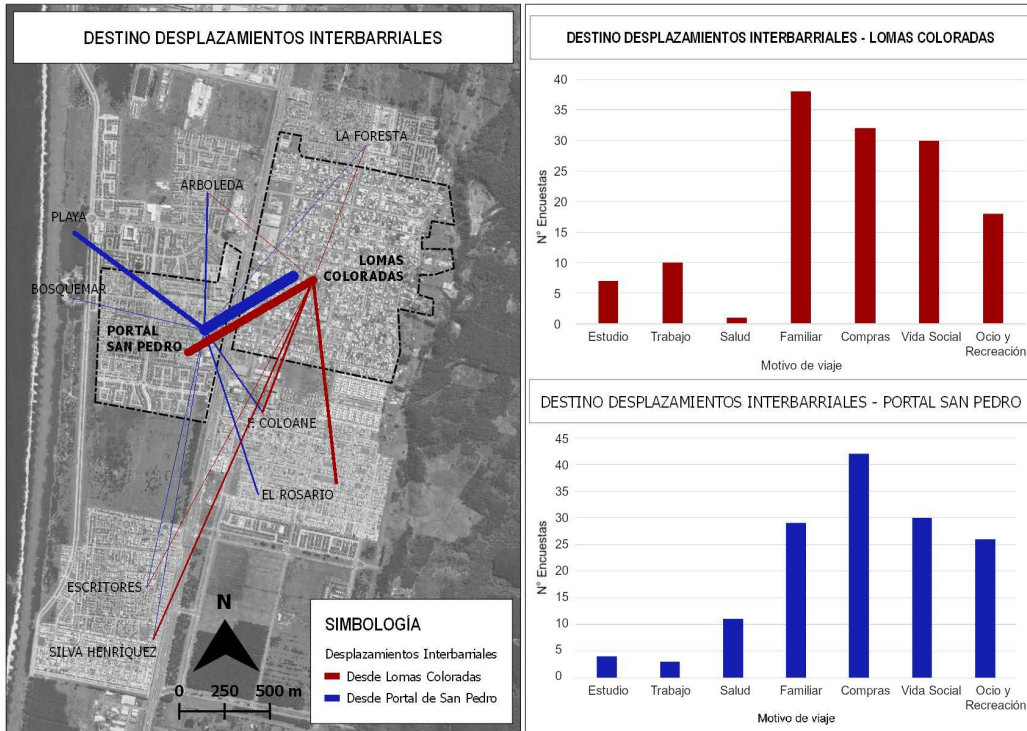 DESTINO DESPLAZAMIENTOS INTERBARRIALES
LA FORESTA
ARBOLEDA
PLAYA
LOMAS
COLORADAS
BOSQUEMAR
PORTAL
SAN PEDRO
F. COLOANE
EL ROSARIO
ESCRITORES
SILVA HENRÍQUEZ
N
0 250 500 m
SIMBOLOGÍA
Desplazamientos Interbarriales
Desde Lomas Coloradas
Desde Portal de San Pedro
DESTINO DESPLAZAMIENTOS INTERBARRIALES - LOMAS COLORADAS
N° Encuestas
40
35
30
25
20
15
10
5
0
Estudio Trabajo Salud Familiar Compras Vida Social Ocio y
Recreación
Motivo de viaje
DESTINO DESPLAZAMIENTOS INTERBARRIALES - PORTAL SAN PEDRO
N° Encuestas
45
40
35
30
25
20
15
10
5
0
Estudio Trabajo Salud Familiar Compras Vida Social Ocio y
Recreación
Motivo de viaje